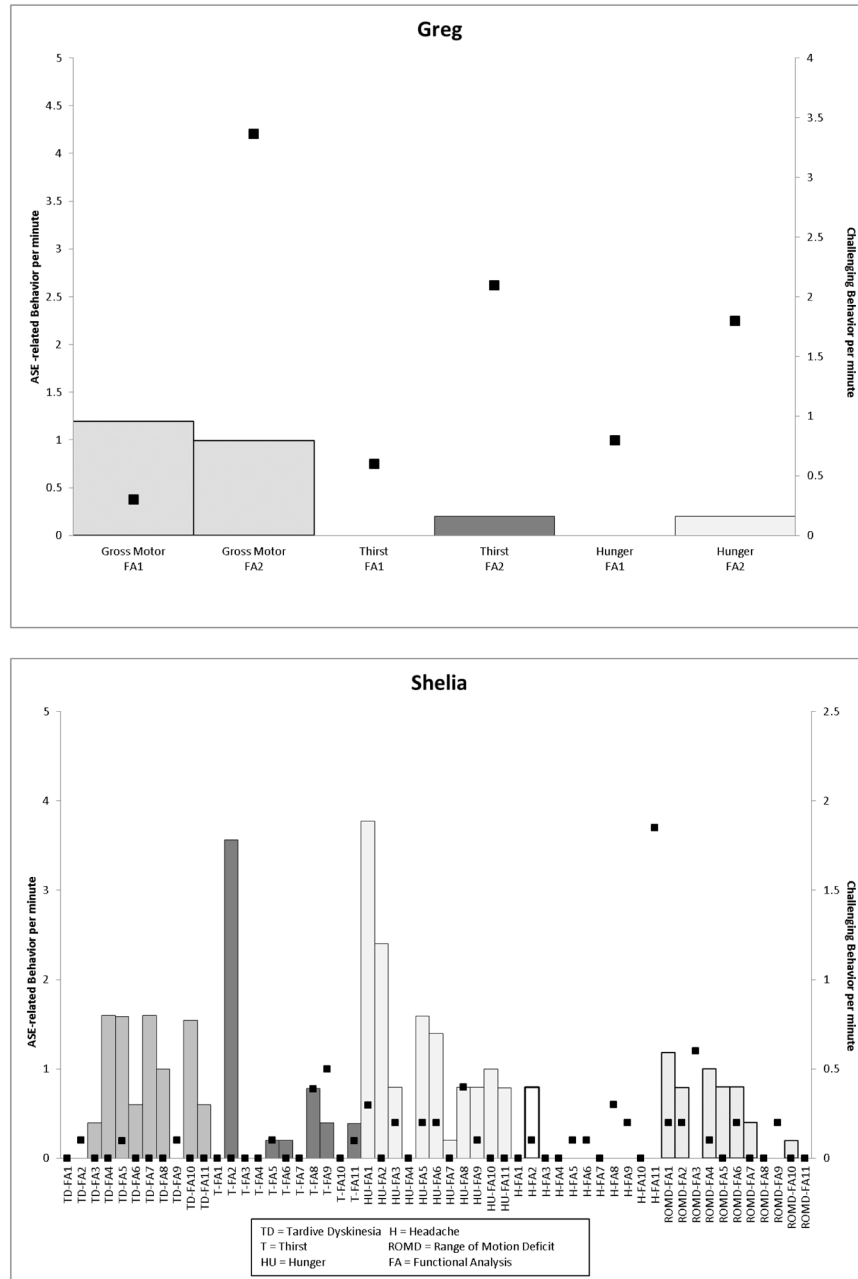 Greg
5
4.5
4
3.5
3
2.5
2
1.5
1
0.5
0
ASE -related Behavior per minute
4
3.5
3
2.5
2
1.5
1
0.5
0
Challenging Behavior per minute
Gross Motor
FA1
Gross Motor
FA2
Thirst
FA1
Thirst
FA2
Hunger
FA1
Hunger
FA2
Shelia
5
4
3
2
1
0
ASE-related Behavior per minute
2.5
2
1.5
1
0.5
0
Challenging Behavior per minute
TD-FA1
TD-FA2
TD-FA3
TD-FA4
TD-FA5
TD-FA6
TD-FA7
TD-FA8
TD-FA9
TD-FA10
TD-FA11
T-FA1
T-FA2
T-FA3
T-FA4
T-FA5
T-FA6
T-FA7
T-FA8
T-FA9
T-FA10
T-FA11
HU-FA1
HU-FA2
HU-FA3
HU-FA4
HU-FA5
HU-FA6
HU-FA7
HU-FA8
HU-FA9
HU-FA10
HU-FA11
H-FA1
H-FA2
H-FA3
H-FA4
H-FA5
H-FA6
H-FA7
H-FA8
H-FA9
H-FA10
H-FA11
ROMD-FA1
ROMD-FA2
ROMD-FA3
ROMD-FA4
ROMD-FA5
ROMD-FA6
ROMD-FA7
ROMD-FA8
ROMD-FA9
ROMD-FA10
ROMD-FA11
TD = Tardive Dyskinesia H = Headache
T = Thirst ROMD = Range of Motion Deficit
HU = Hunger FA = Functional Analysis